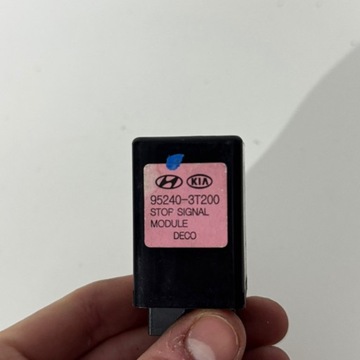 KIA
95240-3T200
STOP SIGNAL
MODULE
DECO